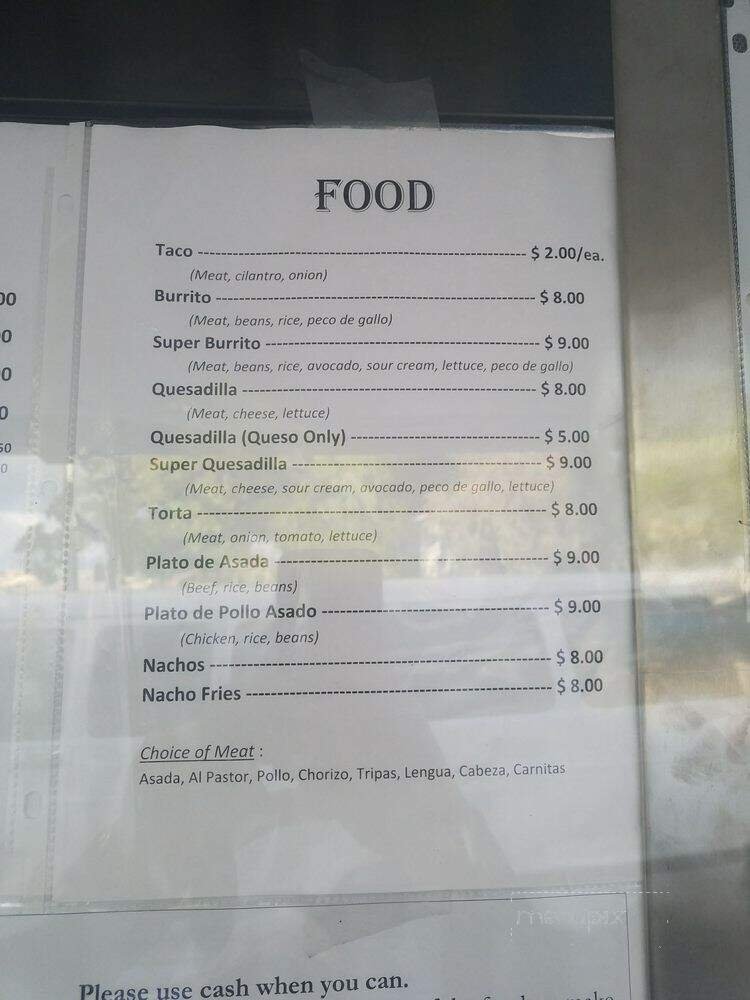 FOOD
Taco ---------------------------------------------------------- $ 2.00/ea.
(Meat, cilantro, onion)
Burrito ---------------------------------------------------------- $ 8.00
(Meat, beans, rice, peco de gallo)
Super Burrito -------------------------------------------------- $ 9.00
(Meat, beans, rice, avocado, sour cream, lettuce, peco de gallo)
Quesadilla ------------------------------------------------------ $ 8.00
(Meat, cheese, lettuce)
Quesadilla (Queso Only) ---------------------------------- $ 5.00
Super Quesadilla --------------------------------------------- $ 9.00
(Meat, cheese, sour cream, avocado, peco de gallo, lettuce)
Torta ------------------------------------------------------------- $ 8.00
(Meat, onion, tomato, lettuce)
Plato de Asada ------------------------------------------------ $ 9.00
(Beef, rice, beans)
Plato de Pollo Asado ---------------------------------------- $ 9.00
(Chicken, rice, beans)
Nachos ----------------------------------------------------------- $ 8.00
Nacho Fries ----------------------------------------------------- $ 8.00
Choice of Meat :
Asada, Al Pastor, Pollo, Chorizo, Tripas, Lengua, Cabeza, Carnitas
Please use cash when you can.